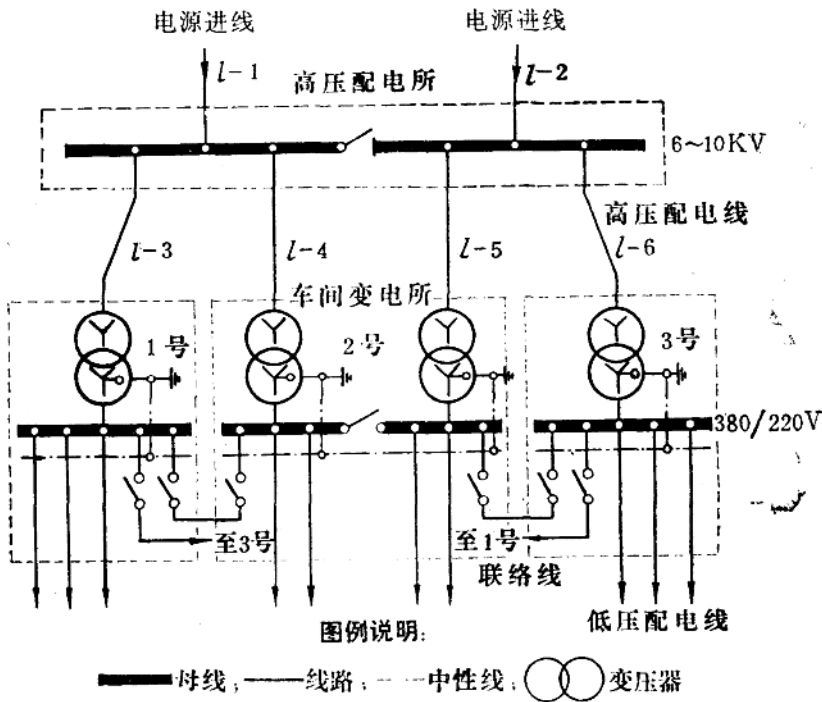 电源进线 电源进线
l-1 l-2
高压配电所
6~10KV
高压配电线
l-3 l-4 l-5 l-6
车间变电所
1号 2号 3号
380/220V
至3号 至1号
联络线
低压配电线
图例说明:
母线; 线路; 中性线; 变压器